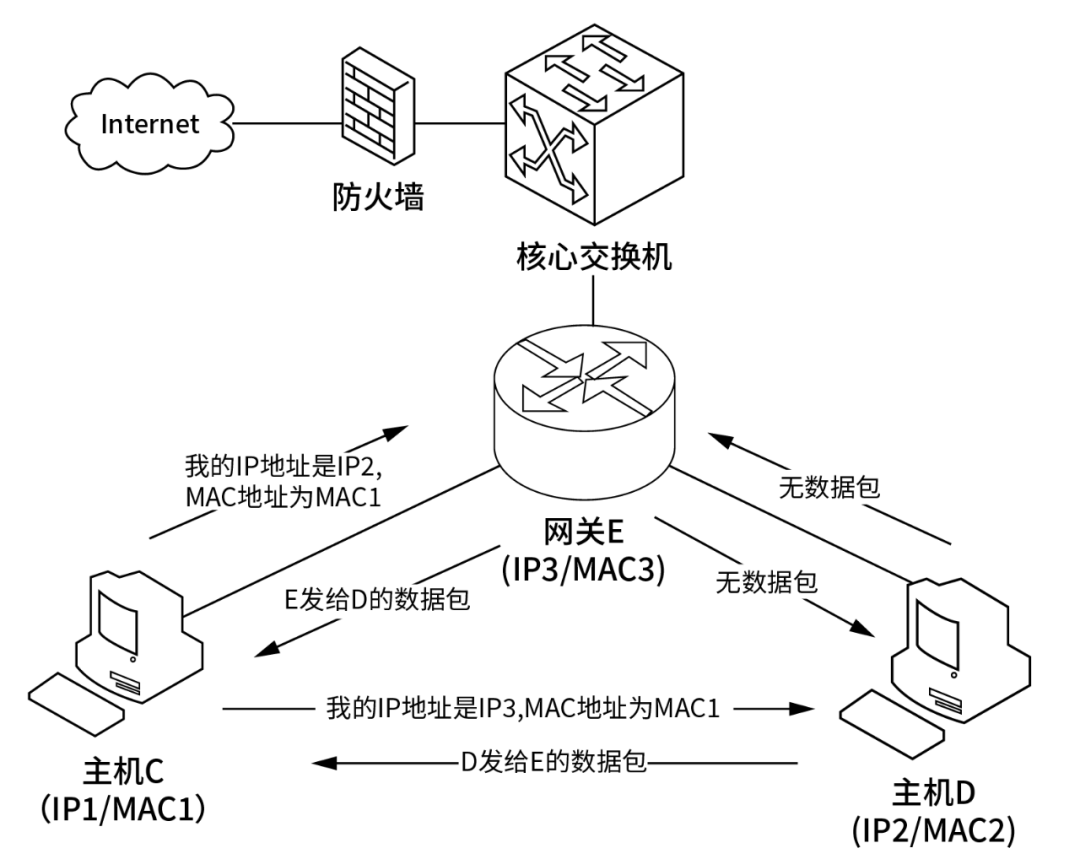 Internet
防火墙
核心交换机
我的IP地址是IP2,
MAC地址为MAC1
无数据包
网关E
(IP3/MAC3)
E发给D的数据包
无数据包
我的IP地址是IP3,MAC地址为MAC1
D发给E的数据包
主机C
(IP1/MAC1)
主机D
(IP2/MAC2)